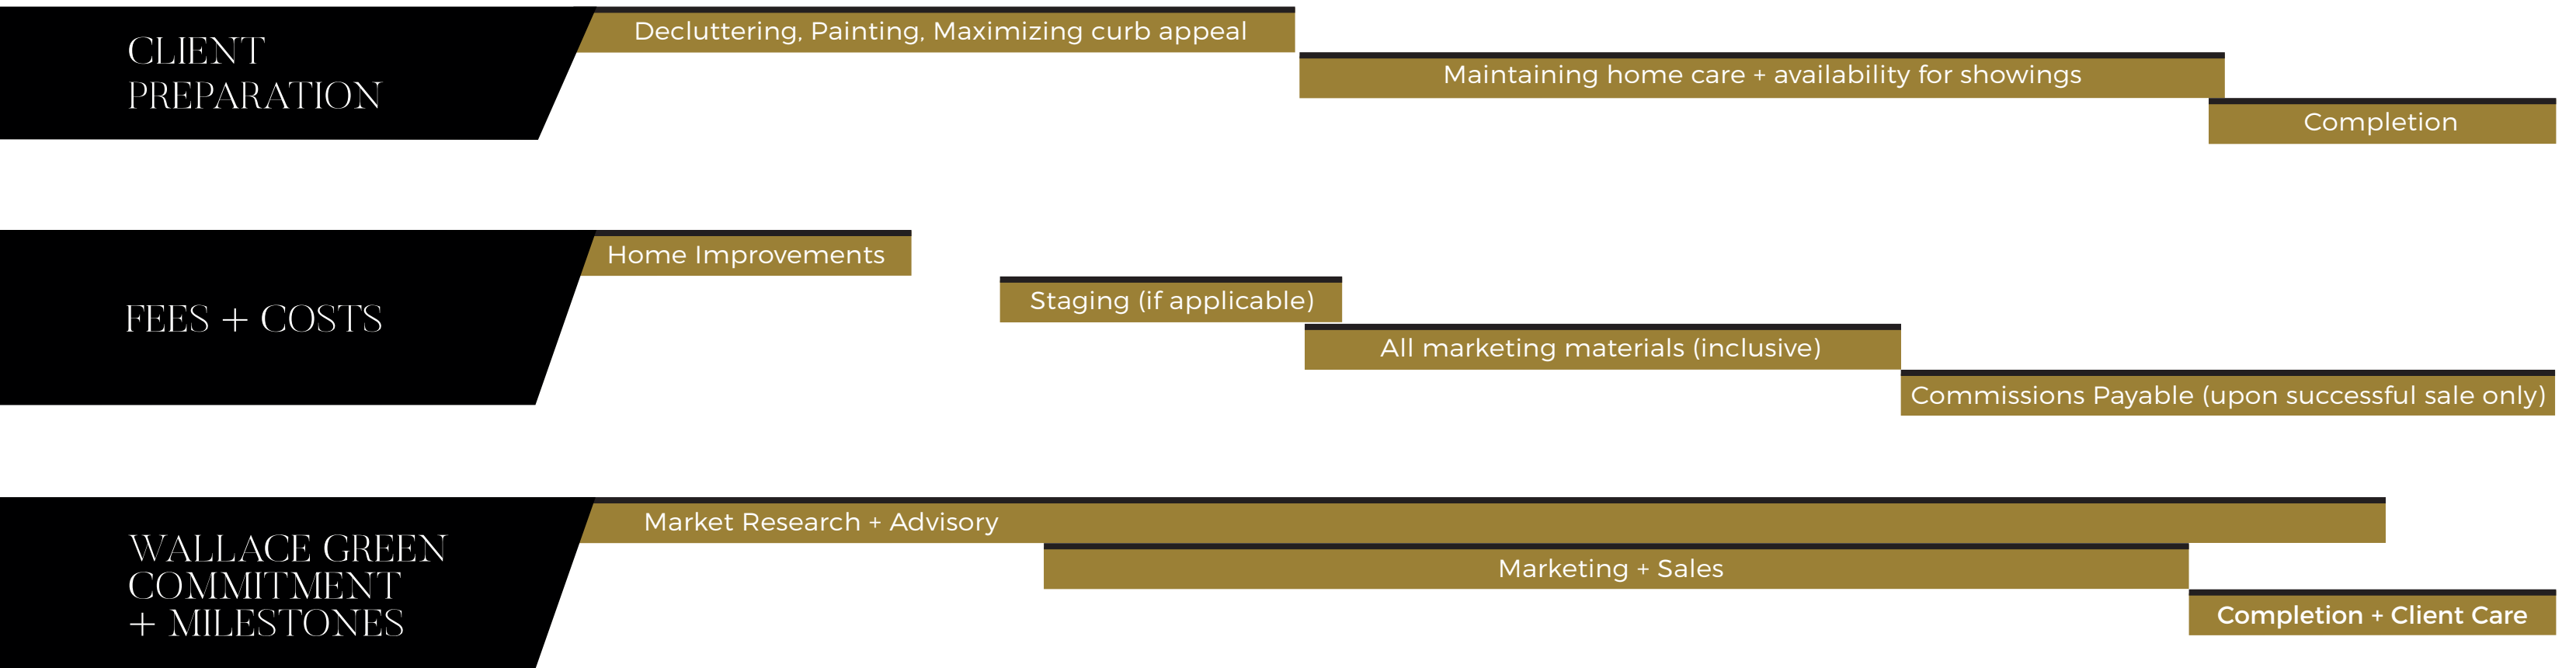 CLIENT
PREPARATION
Decluttering, Painting, Maximizing curb appeal
Maintaining home care + availability for showings
Completion
FEES + COSTS
Home Improvements
Staging (if applicable)
All marketing materials (inclusive)
Commissions Payable (upon successful sale only)
WALLACE GREEN
COMMITMENT
+ MILESTONES
Market Research + Advisory
Marketing + Sales
Completion + Client Care